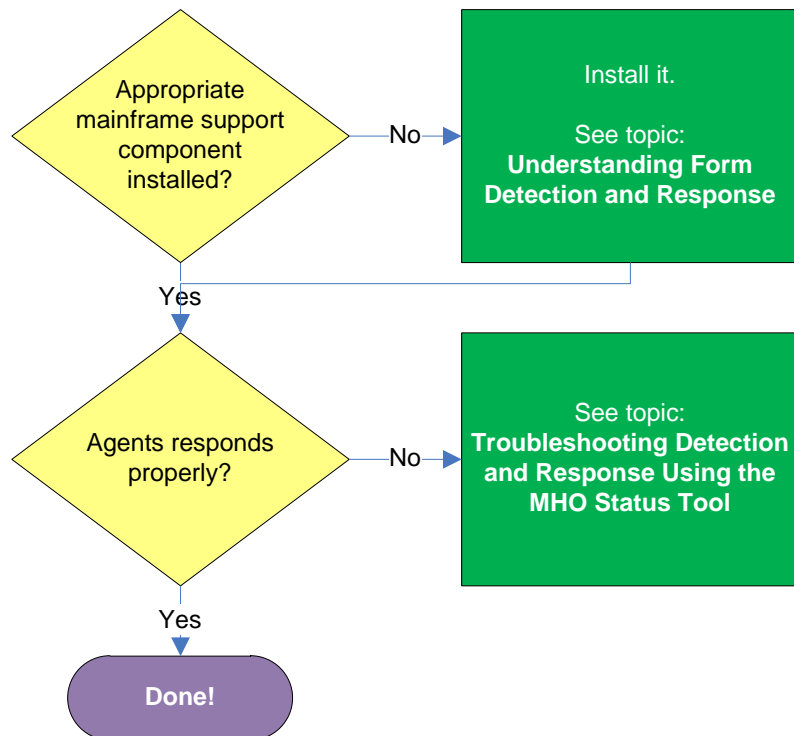 Appropriate
mainframe support
component
installed?
No
Install it.
See topic:
Understanding Form
Detection and Response
Yes
Agents responds
properly?
No
See topic:
Troubleshooting Detection
and Response Using the
MHO Status Tool
Yes
Done!